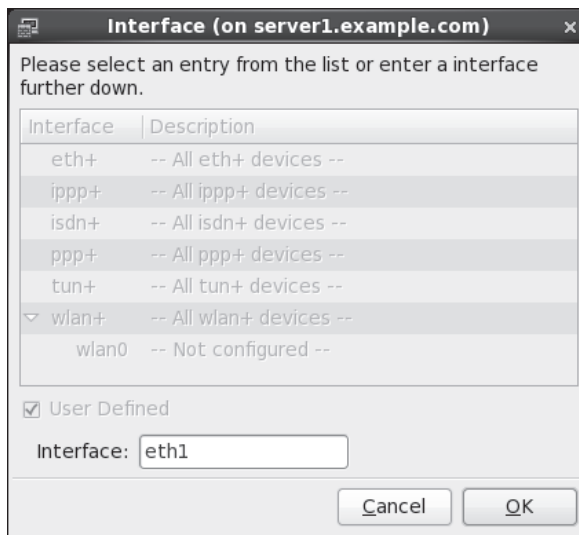 Interface (on server1.example.com)
Please select an entry from the list or enter a interface
further down.
Interface Description
eth+ -- All eth+ devices --
ippp+ -- All ippp+ devices --
isdn+ -- All isdn+ devices --
ppp+ -- All ppp+ devices --
tun+ -- All tun+ devices --
wlan+ -- All wlan+ devices --
wlan0 -- Not configured --
User Defined
Interface: eth1
Cancel OK